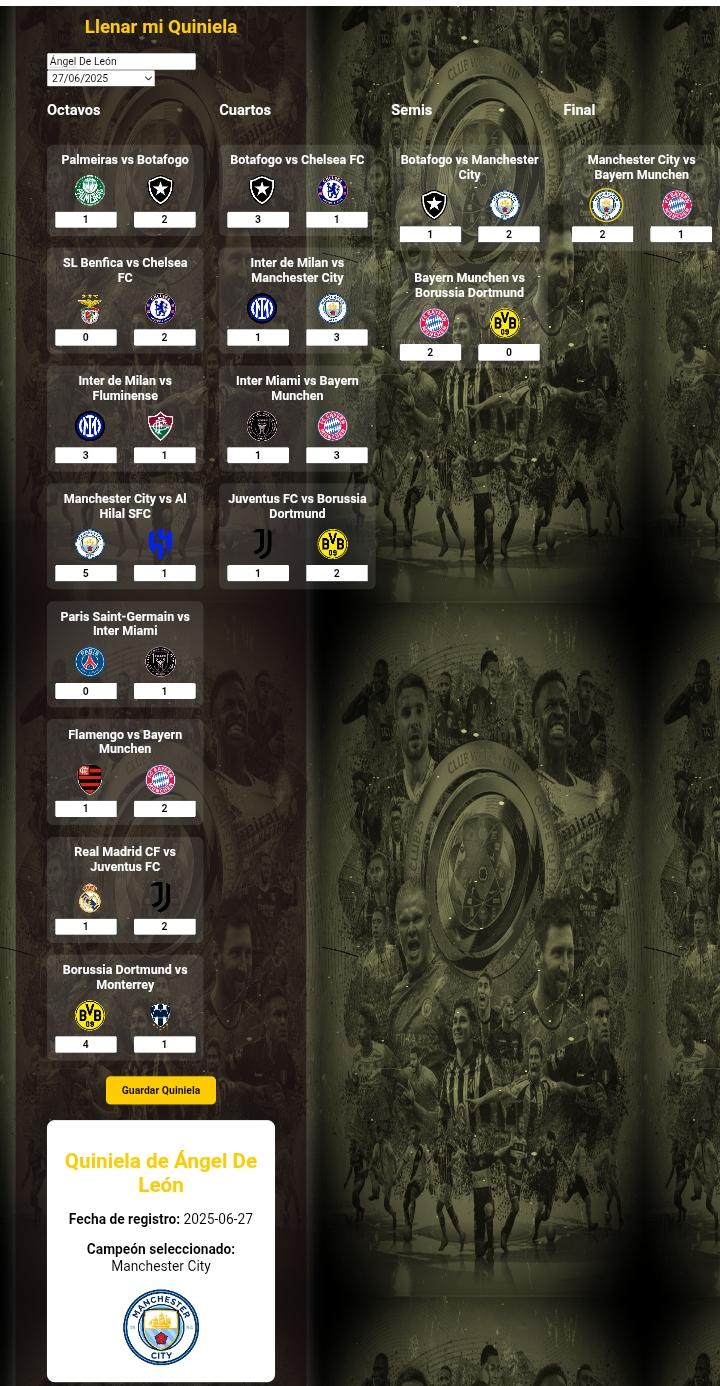 Llenar mi Quiniela
Ángel De León
27/06/2025
Octavos
Palmeiras vs Botafogo
1 2
SL Benfica vs Chelsea
FC
0 2
Inter de Milan vs
Fluminense
3 1
Manchester City vs Al
Hilal SFC
5 1
Paris Saint-Germain vs
Inter Miami
0 1
Flamengo vs Bayern
Munchen
1 2
Real Madrid CF vs
Juventus FC
1 2
Borussia Dortmund vs
Monterrey
4 1
Cuartos
Botafogo vs Chelsea FC
3 1
Inter de Milan vs
Manchester City
1 3
Inter Miami vs Bayern
Munchen
1 3
Juventus FC vs Borussia
Dortmund
1 2
Semis
Botafogo vs Manchester
City
1 2
Bayern Munchen vs
Borussia Dortmund
2 0
Final
Manchester City vs
Bayern Munchen
2 1
Guardar Quiniela
Quiniela de Ángel De
León
Fecha de registro: 2025-06-27
Campeón seleccionado:
Manchester City
MANCHESTER
CITY